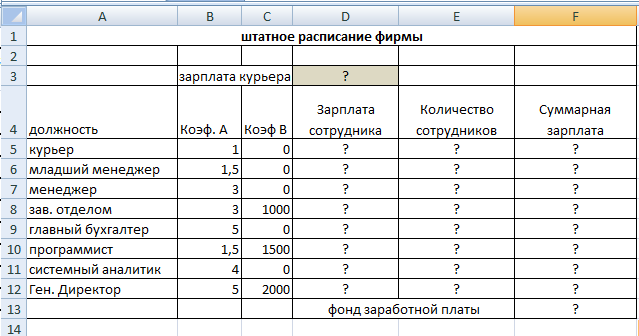 A B C D E F
1 штатное расписание фирмы
2
3 зарплата курьера ?
4 должность Коэф. А Коэф В Зарплата сотрудника Количество сотрудников Суммарная зарплата
5 курьер 1 0 ? ? ?
6 младший менеджер 1,5 0 ? ? ?
7 менеджер 3 0 ? ? ?
8 зав. отделом 3 1000 ? ? ?
9 главный бухгалтер 5 0 ? ? ?
10 программист 1,5 1500 ? ? ?
11 системный аналитик 4 0 ? ? ?
12 Ген. Директор 5 2000 ? ? ?
13 фонд заработной платы ?
14